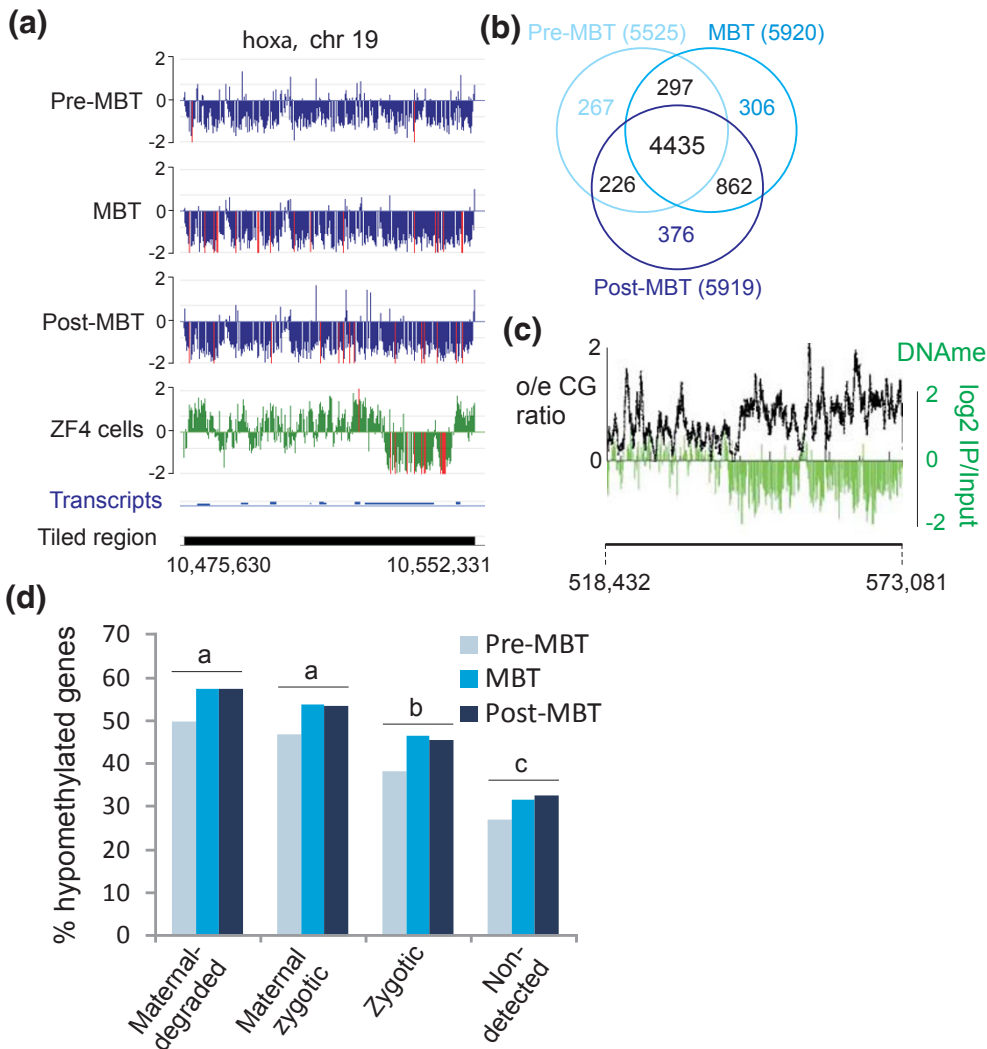 (a)
hoxa, chr 19
2
Pre-MBT
0
-2
2
MBT
0
-2
2
Post-MBT
0
-2
2
ZF4 cells
0
-2
Transcripts
Tiled region
10,475,630
10,552,331
(b)
Pre-MBT (5525)
MBT (5920)
297
267
306
4435
226
862
376
Post-MBT (5919)
(c)
2
o/e CG
ratio
0
DNAme
2
0
-2
log2 IP/Input
518,432
573,081
(d)
% hypomethylated genes
70
60
50
40
30
20
10
0
a
a
b
c
Pre-MBT
MBT
Post-MBT
Maternal-
degraded
Maternal
zygotic
Zygotic
Non-
detected